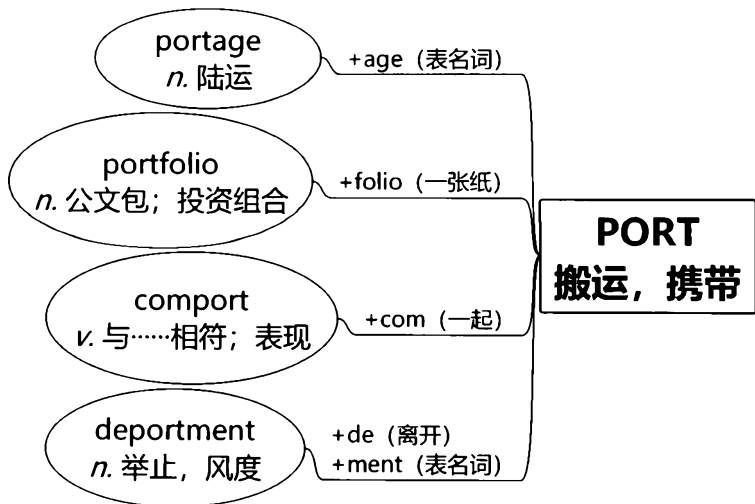 portage
n. 陆运
+age（表名词）
portfolio
n. 公文包；投资组合
+folio（一张纸）
PORT
搬运，携带
comport
v. 与……相符；表现
+com（一起）
deportment
n. 举止，风度
+de（离开）
+ment（表名词）